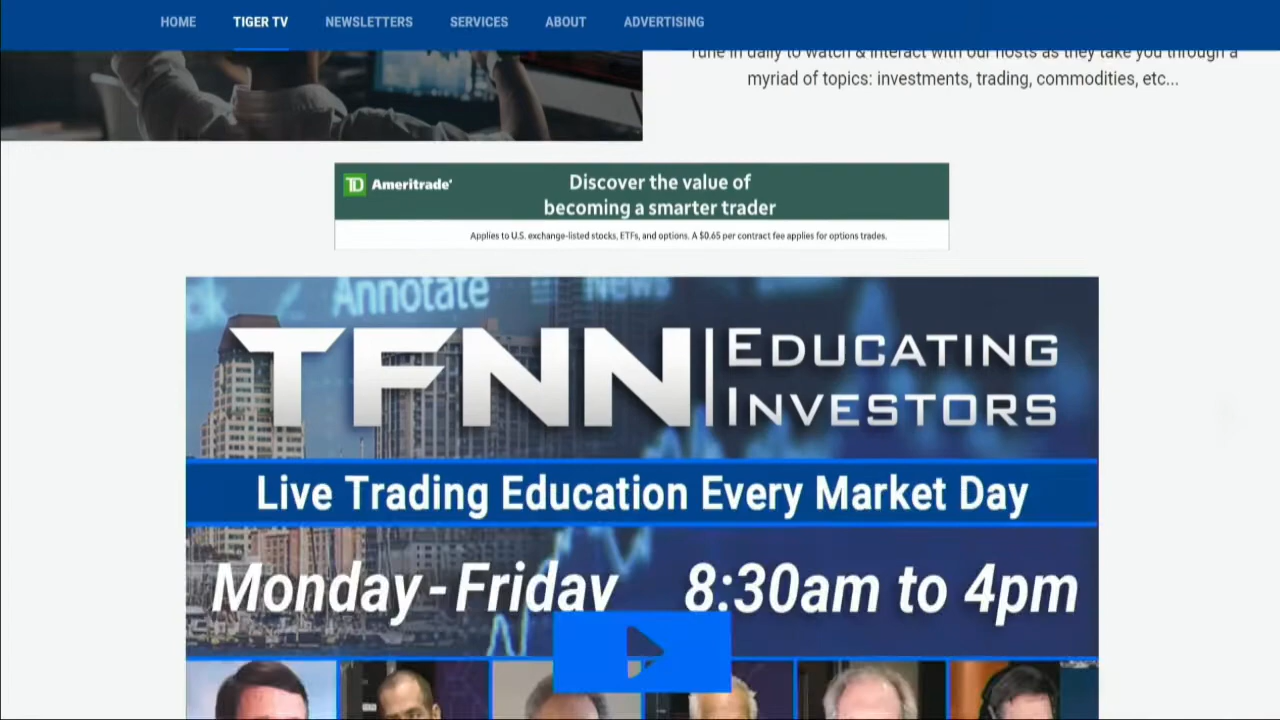 HOME TIGER TV NEWSLETTERS SERVICES ABOUT ADVERTISING
Tune in daily to watch & interact with our hosts as they take you through a
myriad of topics: investments, trading, commodities, etc...
TD Ameritrade
Discover the value of
becoming a smarter trader
Applies to U.S. exchange-listed stocks, ETFs, and options. A $0.65 per contract fee applies for options trades.
Annotate News
TFNN EDUCATING
INVESTORS
Live Trading Education Every Market Day
Monday-Friday 8:30am to 4pm